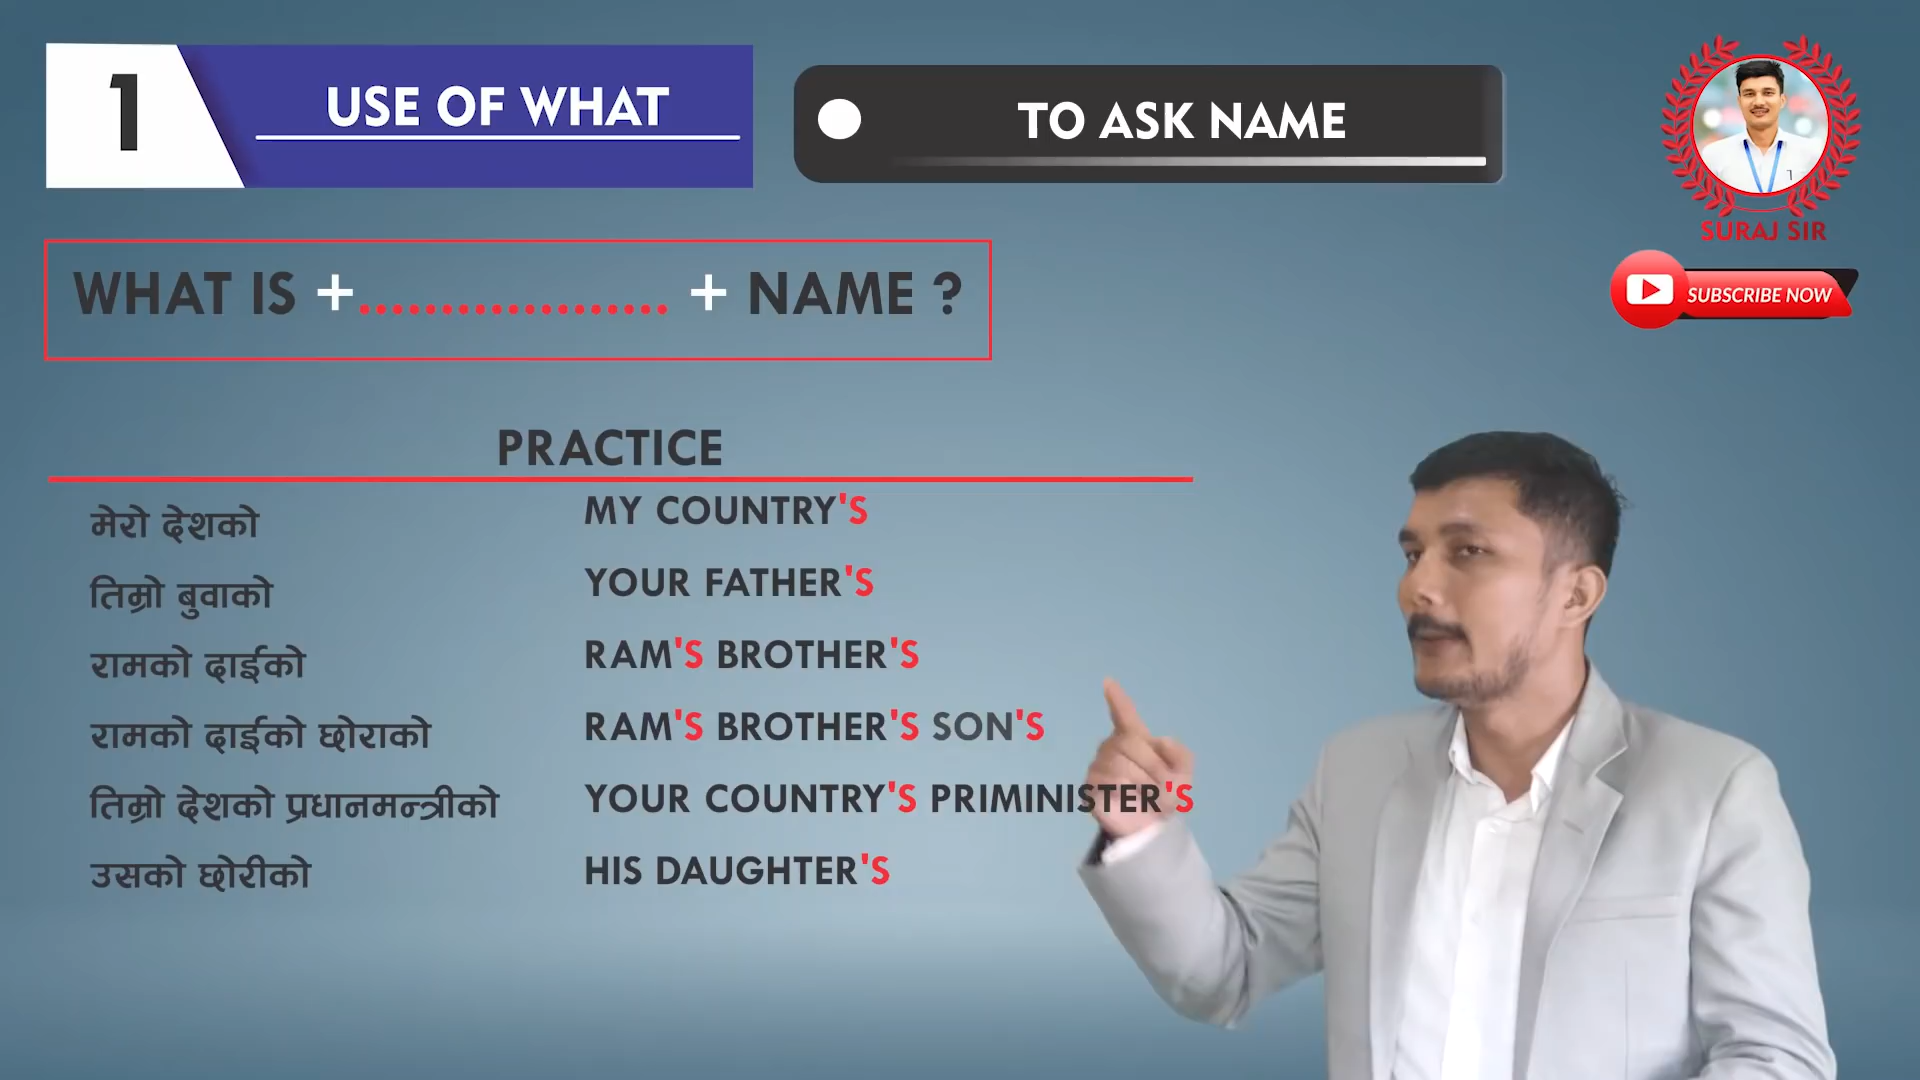 1
USE OF WHAT
TO ASK NAME
SURAJ SIR
SUBSCRIBE NOW
WHAT IS +................... + NAME ?
PRACTICE
मेरो देशको MY COUNTRY'S
तिम्रो बुवाको YOUR FATHER'S
रामको दाईको RAM'S BROTHER'S
रामको दाईको छोराको RAM'S BROTHER'S SON'S
तिम्रो देशको प्रधानमन्त्रीको YOUR COUNTRY'S PRIMINISTER'S
उसको छोरीको HIS DAUGHTER'S